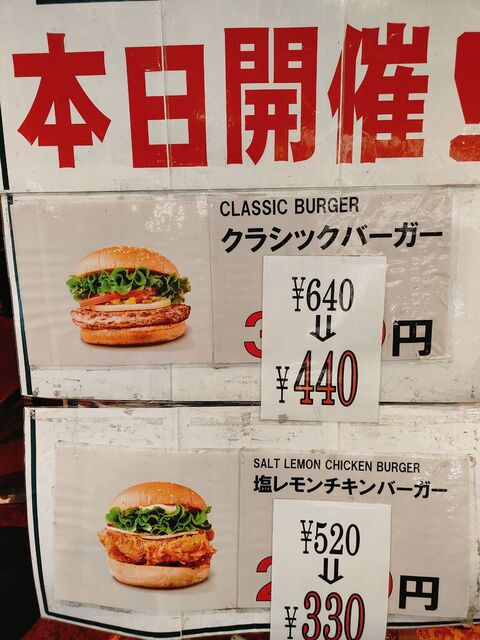 本日開催!
CLASSIC BURGER
クラシックバーガー
¥640
⇓
¥440
円
SALT LEMON CHICKEN BURGER
塩レモンチキンバーガー
¥520
⇓
¥330
円